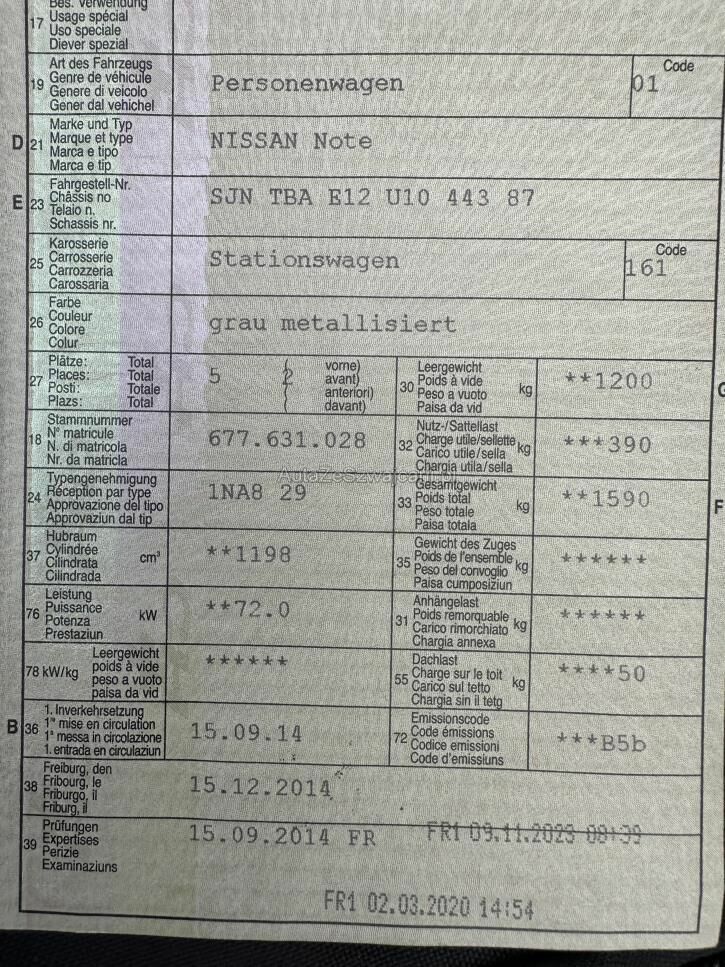 Bes. Verwendung
17 Usage spécial
Uso speciale
Diever spezial
Art des Fahrzeugs
19 Genre de véhicule
Genere di veicolo
Gener dal vehichel
Personenwagen
Code
01
Marke und Typ
D 21 Marque et type
Marca e tipo
Marca e tip
NISSAN Note
Fahrgestell-Nr.
E 23 Châssis no
Telaio n.
Schassis nr.
SJN TBA E12 U10 443 87
Karosserie
25 Carrosserie
Carrozzeria
Carossaria
Stationswagen
Code
161
Farbe
26 Couleur
Colore
Colur
grau metallisiert
Plätze: Total
27 Places: Total
Posti: Totale
Plazs: Total
5 ( 2 vorne)
avant)
anteriori)
davant)
Leergewicht
30 Poids à vide kg
Peso a vuoto
Paisa da vid
**1200
G
Stammnummer
18 N° matricule
N. di matricola
Nr. da matricla
677.631.028
Nutz-/Sattellast
32 Charge utile/sellette kg
Carico utile/sella
Chargia utila/sella
***390
Typengenehmigung
24 Réception par type
Approvazione del tipo
Approvaziun dal tip
1NA8 29
Gesamtgewicht
33 Poids total kg
Peso totale
Paisa totala
**1590
F
Hubraum
37 Cylindrée cm³
Cilindrata
Cilindrada
**1198
Gewicht des Zuges
35 Poids de l'ensemble kg
Peso del convoglio
Paisa cumposiziun
******
Leistung
76 Puissance kW
Potenza
Prestaziun
**72.0
Anhängelast
31 Poids remorquable kg
Carico rimorchiato
Chargia annexa
******
Leergewicht
78 kW/kg poids à vide
peso a vuoto
paisa da vid
******
Dachlast
55 Charge sur le toit kg
Carico sul tetto
Chargia sin il tetg
****50
1. Inverkehrsetzung
B 36 1re mise en circulation
1a messa in circolazione
1. entrada en circulaziun
15.09.14
Emissionscode
72 Code émissions
Codice emissioni
Code d'emissiuns
***B5b
Freiburg, den
38 Fribourg, le
Friburgo, il
Friburg, il
15.12.2014
Prüfungen
39 Expertises
Perizie
Examinaziuns
15.09.2014 FR
FR1 09.11.2023 08:39
FR1 02.03.2020 14:54